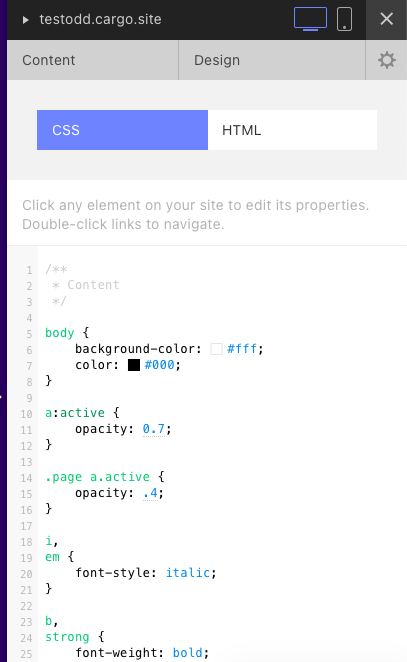 testodd.cargo.site
Content
Design
CSS
HTML
Click any element on your site to edit its properties.
Double-click links to navigate.
1 /**
2 * Content
3 */
4
5 body {
6 background-color: #fff;
7 color: #000;
8 }
9
10 a:active {
11 opacity: 0.7;
12 }
13
14 .page a.active {
15 opacity: .4;
16 }
17
18 i,
19 em {
20 font-style: italic;
21 }
22
23 b,
24 strong {
25 font-weight: bold;